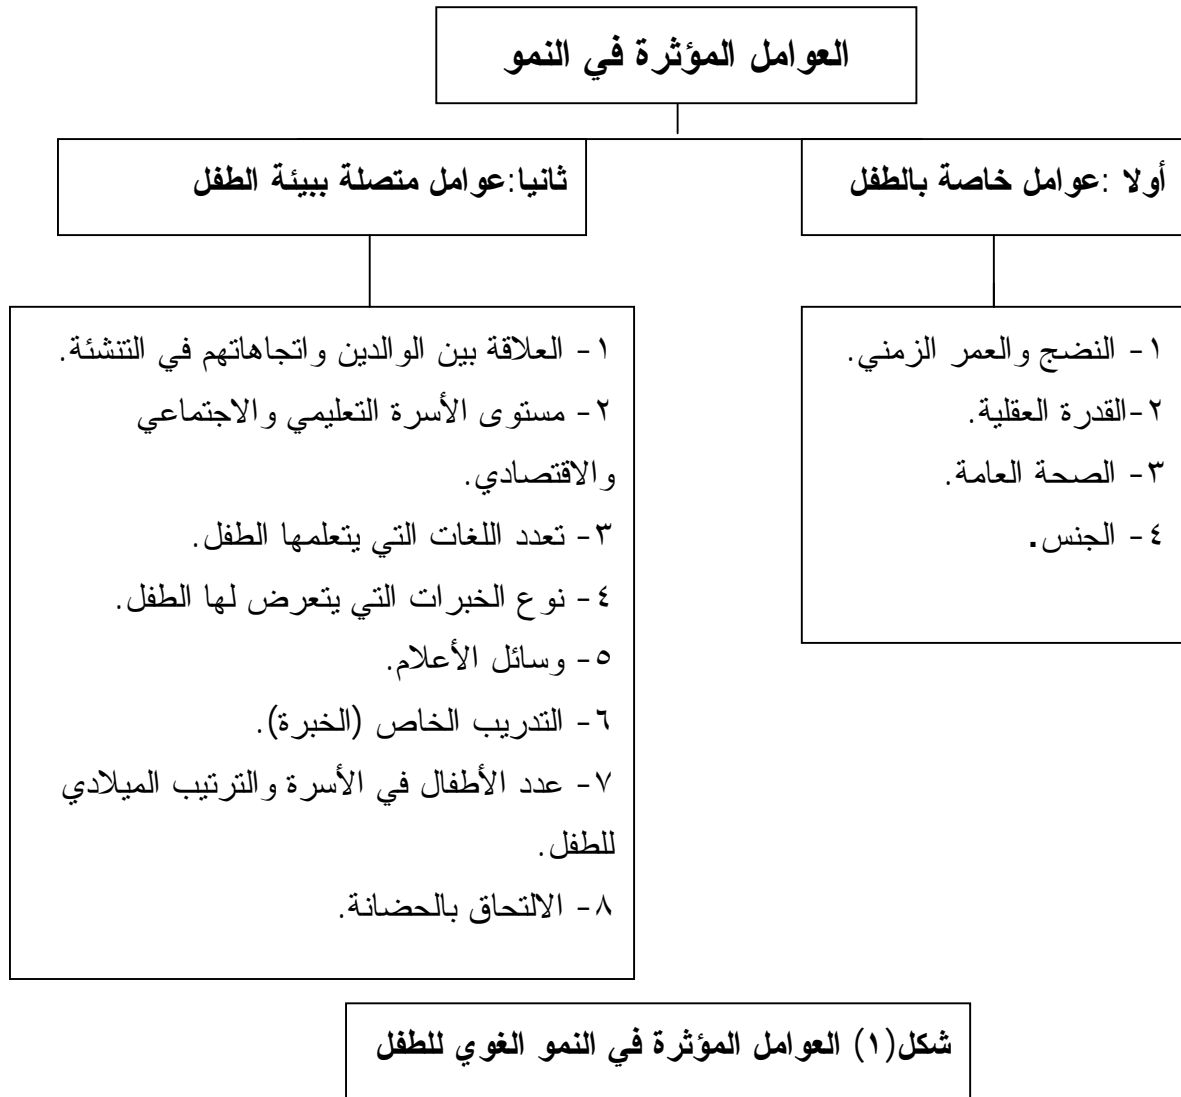 العوامل المؤثرة في النمو
أولا :عوامل خاصة بالطفل
ثانيا:عوامل متصلة ببيئة الطفل
١- النضج والعمر الزمني.
٢-القدرة العقلية.
٣- الصحة العامة.
٤- الجنس.
١- العلاقة بين الوالدين واتجاهاتهم في التنشئة.
٢- مستوى الأسرة التعليمي والاجتماعي
والاقتصادي.
٣- تعدد اللغات التي يتعلمها الطفل.
٤- نوع الخبرات التي يتعرض لها الطفل.
٥- وسائل الأعلام.
٦- التدريب الخاص (الخبرة).
٧- عدد الأطفال في الأسرة والترتيب الميلادي
للطفل.
٨- الالتحاق بالحضانة.
شكل(١) العوامل المؤثرة في النمو الغوي للطفل